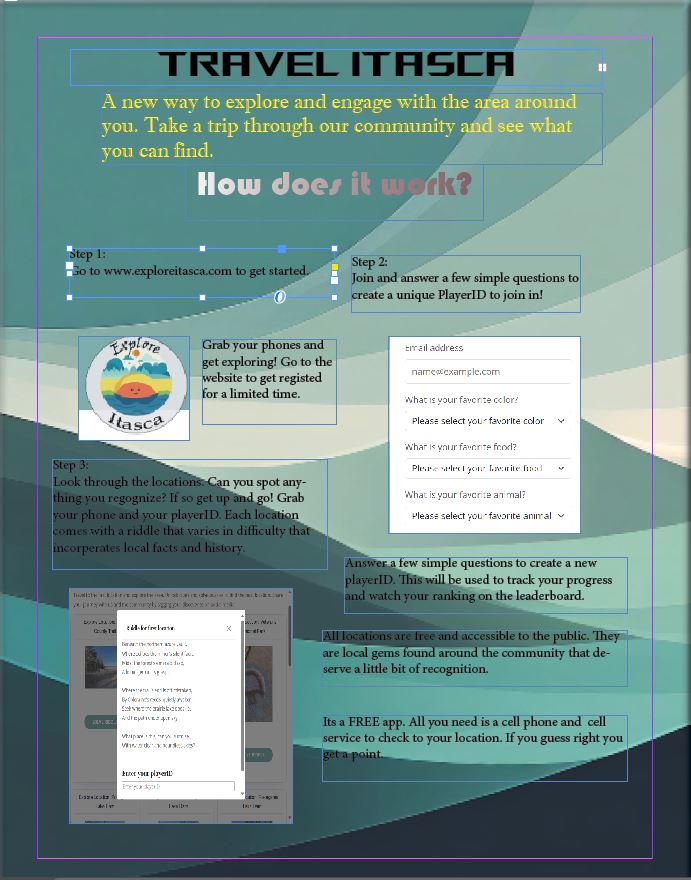 TRAVEL ITASCA
A new way to explore and engage with the area around
you. Take a trip through our community and see what
you can find.
How does it work?
Step 1:
Go to www.exploreitasca.com to get started.
Step 2:
Join and answer a few simple questions to
create a unique PlayerID to join in!
Explore
Itasca
Grab your phones and
get exploring! Go to the
website to get registed
for a limited time.
Email address
name@example.com
What is your favorite color?
Please select your favorite color
What is your favorite food?
Please select your favorite food
What is your favorite animal?
Please select your favorite animal
Step 3:
Look through the locations. Can you spot any-
thing you regognize? If so get up and go! Grab
your phone and your playerID. Each location
comes with a riddle that varies in difficulty that
incorperates local facts and history.
Answer a few simple questions to create a new
playerID. This will be used to track your progress
and watch your ranking on the leaderboard.
All locations are free and accessible to the public. They
are local gems found around the community that de-
serve a little bit of recognition.
Its a FREE app. All you need is a cell phone and cell
service to check to your location. If you guess right you
get a point.
Riddle for first location
X
Enter your playerID
Enter your playerID